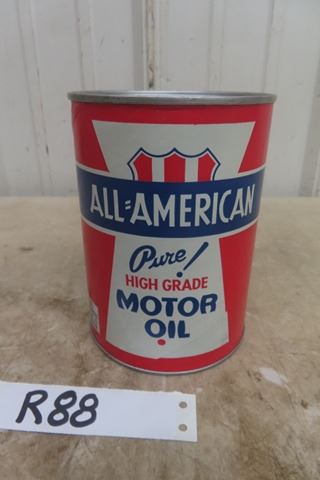 ALL-AMERICAN
Pure!
HIGH GRADE
MOTOR
OIL
R88